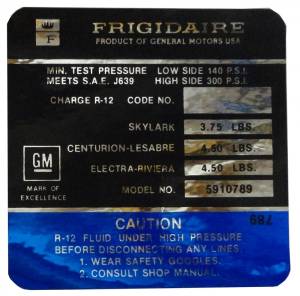 FRIGIDAIRE
F PRODUCT OF GENERAL MOTORS USA
MIN. TEST PRESSURE LOW SIDE 140 P.S.I.
MEETS S.A.E. J639 HIGH SIDE 300 P.S.I.
CHARGE R-12 CODE NO.
SKYLARK 3.75 LBS.
CENTURION-LESABRE 4.50 LBS.
GM ELECTRA-RIVIERA 4.50 LBS.
MARK OF EXCELLENCE MODEL NO. 5910789
789
CAUTION
R-12 FLUID UNDER HIGH PRESSURE
BEFORE DISCONNECTING ANY LINES
1. WEAR SAFETY GOGGLES.
2. CONSULT SHOP MANUAL.